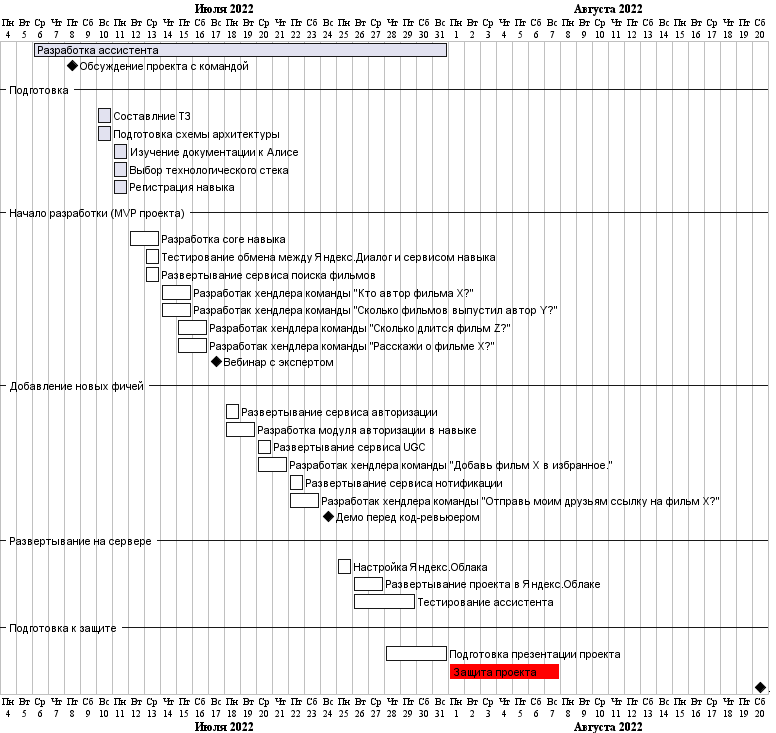 Июля 2022 Августа 2022
Пн Вт Ср Чт Пт Сб Вс Пн Вт Ср Чт Пт Сб Вс Пн Вт Ср Чт Пт Сб Вс Пн Вт Ср Чт Пт Сб Вс Пн Вт Ср Чт Пт Сб Вс Пн Вт Ср Чт Пт Сб Вс Пн Вт Ср Чт Пт Сб
4 5 6 7 8 9 10 11 12 13 14 15 16 17 18 19 20 21 22 23 24 25 26 27 28 29 30 31 1 2 3 4 5 6 7 8 9 10 11 12 13 14 15 16 17 18 19 20
Разработка ассистента
Обсуждение проекта с командой
Подготовка
Составлние ТЗ
Подготовка схемы архитектуры
Изучение документации к Алисе
Выбор технологического стека
Регистрация навыка
Начало разработки (MVP проекта)
Разработка core навыка
Тестирование обмена между Яндекс.Диалог и сервисом навыка
Развертывание сервиса поиска фильмов
Разработак хендлера команды "Кто автор фильма X?"
Разработак хендлера команды "Сколько фильмов выпустил автор Y?"
Разработак хендлера команды "Сколько длится фильм Z?"
Разработак хендлера команды "Расскажи о фильме X?"
Вебинар с экспертом
Добавление новых фичей
Развертывание сервиса авторизации
Разработка модуля авторизации в навыке
Развертывание сервиса UGC
Разработак хендлера команды "Добавь фильм X в избранное."
Развертывание сервиса нотификации
Разработак хендлера команды "Отправь моим друзьям ссылку на фильм X?"
Демо перед код-ревьюером
Развертывание на сервере
Настройка Яндекс.Облака
Развертывание проекта в Яндекс.Облаке
Тестирование ассистента
Подготовка к защите
Подготовка презентации проекта
Защита проекта
Пн Вт Ср Чт Пт Сб Вс Пн Вт Ср Чт Пт Сб Вс Пн Вт Ср Чт Пт Сб Вс Пн Вт Ср Чт Пт Сб Вс Пн Вт Ср Чт Пт Сб Вс Пн Вт Ср Чт Пт Сб Вс Пн Вт Ср Чт Пт Сб
4 5 6 7 8 9 10 11 12 13 14 15 16 17 18 19 20 21 22 23 24 25 26 27 28 29 30 31 1 2 3 4 5 6 7 8 9 10 11 12 13 14 15 16 17 18 19 20
Июля 2022 Августа 2022